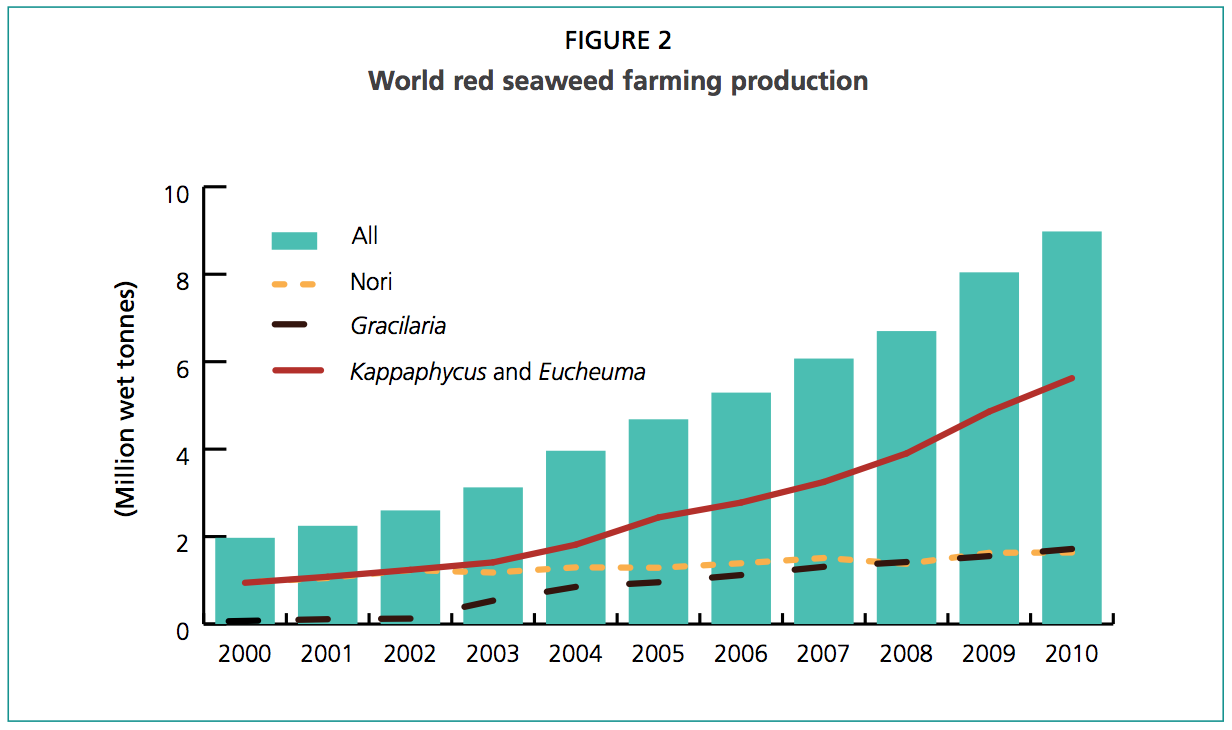 FIGURE 2
World red seaweed farming production
(Million wet tonnes)
10
8
6
4
2
0
All
Nori
Gracilaria
Kappaphycus and Eucheuma
2000 2001 2002 2003 2004 2005 2006 2007 2008 2009 2010